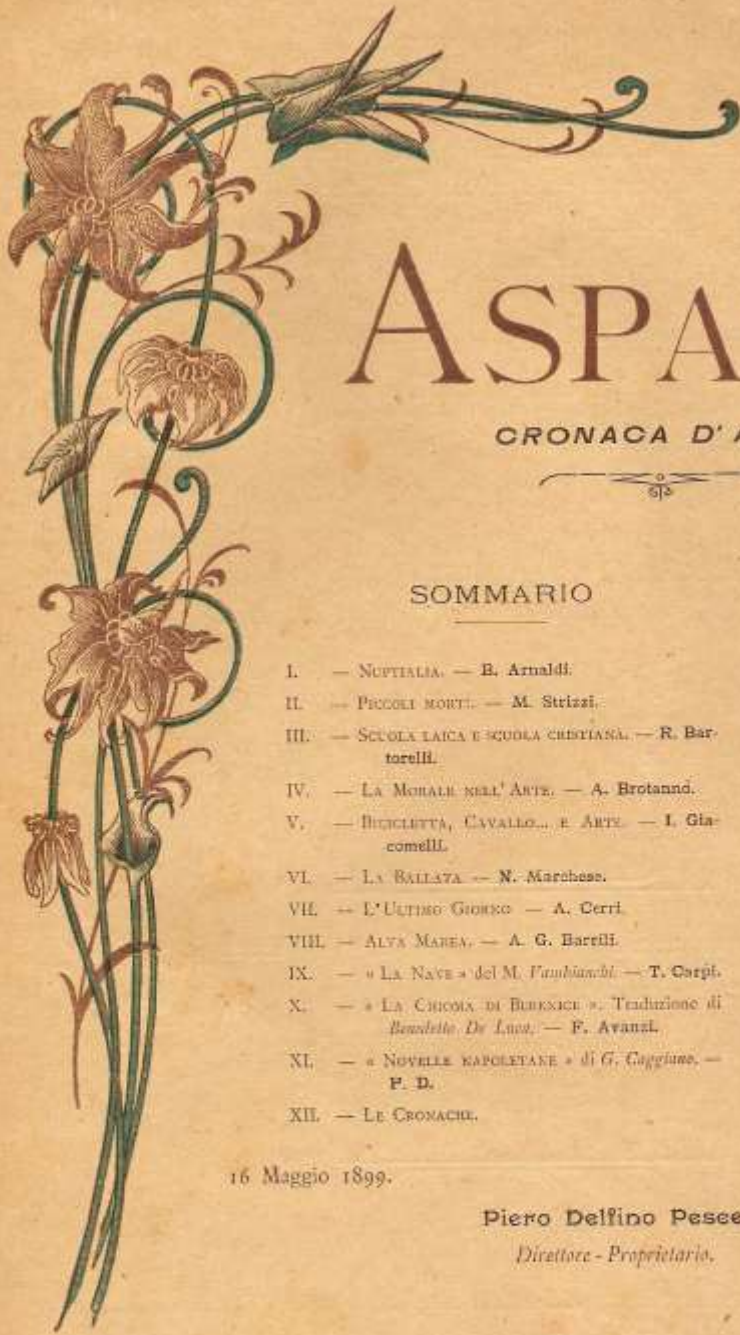 ASPA
CRONACA D' A
SOMMARIO
I. — NUPTIALIA. — B. Arnaldi.
II. — PICCOLI MORTI. — M. Strizzi.
III. — SCUOLA LAICA E SCUOLA CRISTIANA. — R. Bar-
torelli.
IV. — LA MORALE NELL' ARTE. — A. Brotanno.
V. — BICICLETTA, CAVALLO... E ARTE. — I. Gia-
comelli.
VI. — LA BALLATA — N. Marchese.
VII. — L'ULTIMO GIORNO — A. Cerri.
VIII. — ALTA MAREA. — A. G. Barrili.
IX. — « LA NAVE » del M. Vambianchi. — T. Carpi.
X. — « LA CHIOMA DI BERENICE ». Traduzione di
Benedetto De Luca. — F. Avanzi.
XI. — « NOVELLE NAPOLETANE » di G. Caggiano. —
P. D.
XII. — LE CRONACHE.
16 Maggio 1899.
Piero Delfino Pesce
Direttore - Proprietario.